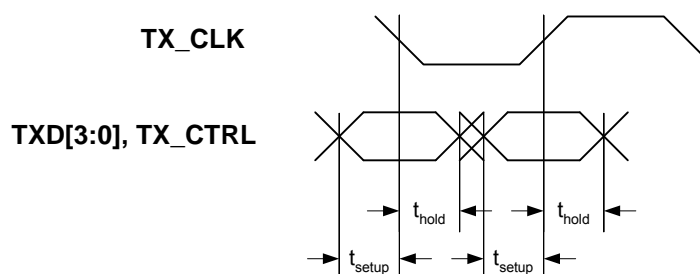 TX_CLK
TXD[3:0], TX_CTRL
thold thold
tsetup tsetup